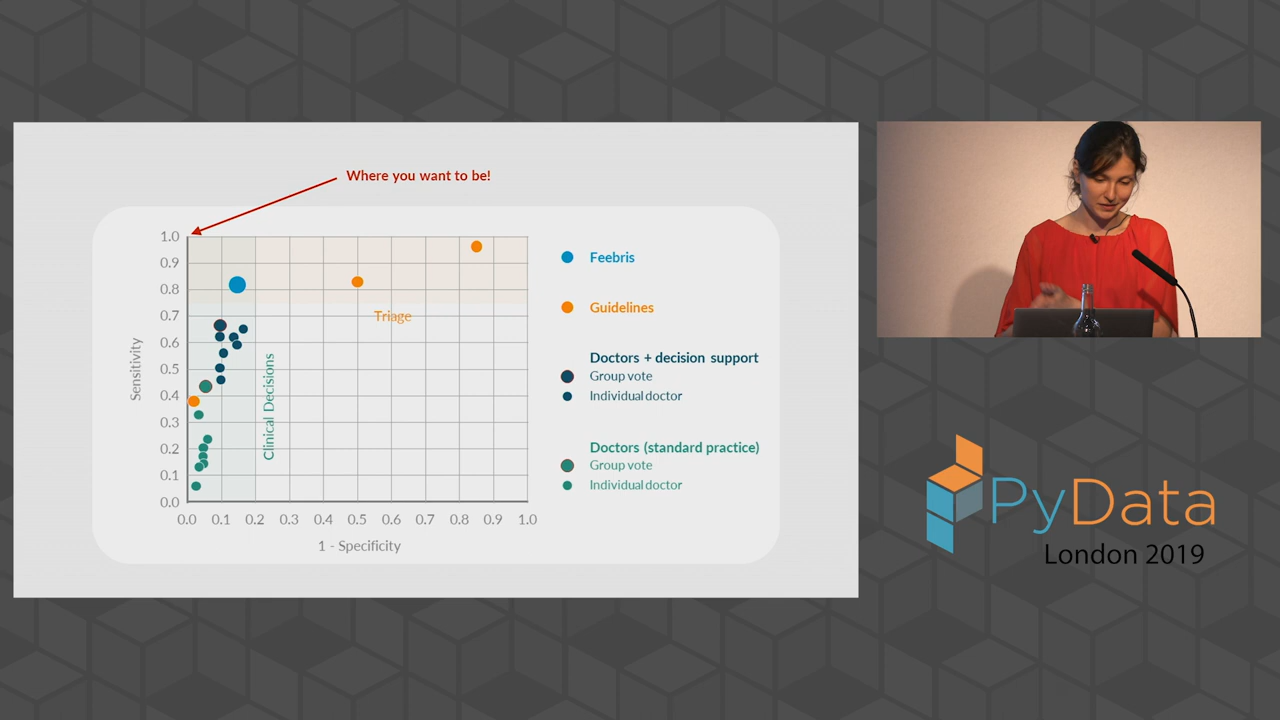 Where you want to be!
1.0
0.9
0.8
0.7
0.6
0.5
0.4
0.3
0.2
0.1
0.0
Sensitivity
Triage
Clinical Decisions
0.0 0.1 0.2 0.3 0.4 0.5 0.6 0.7 0.8 0.9 1.0
1 - Specificity
Feebris
Guidelines
Doctors + decision support
Group vote
Individual doctor
Doctors (standard practice)
Group vote
Individual doctor
PyData
London 2019